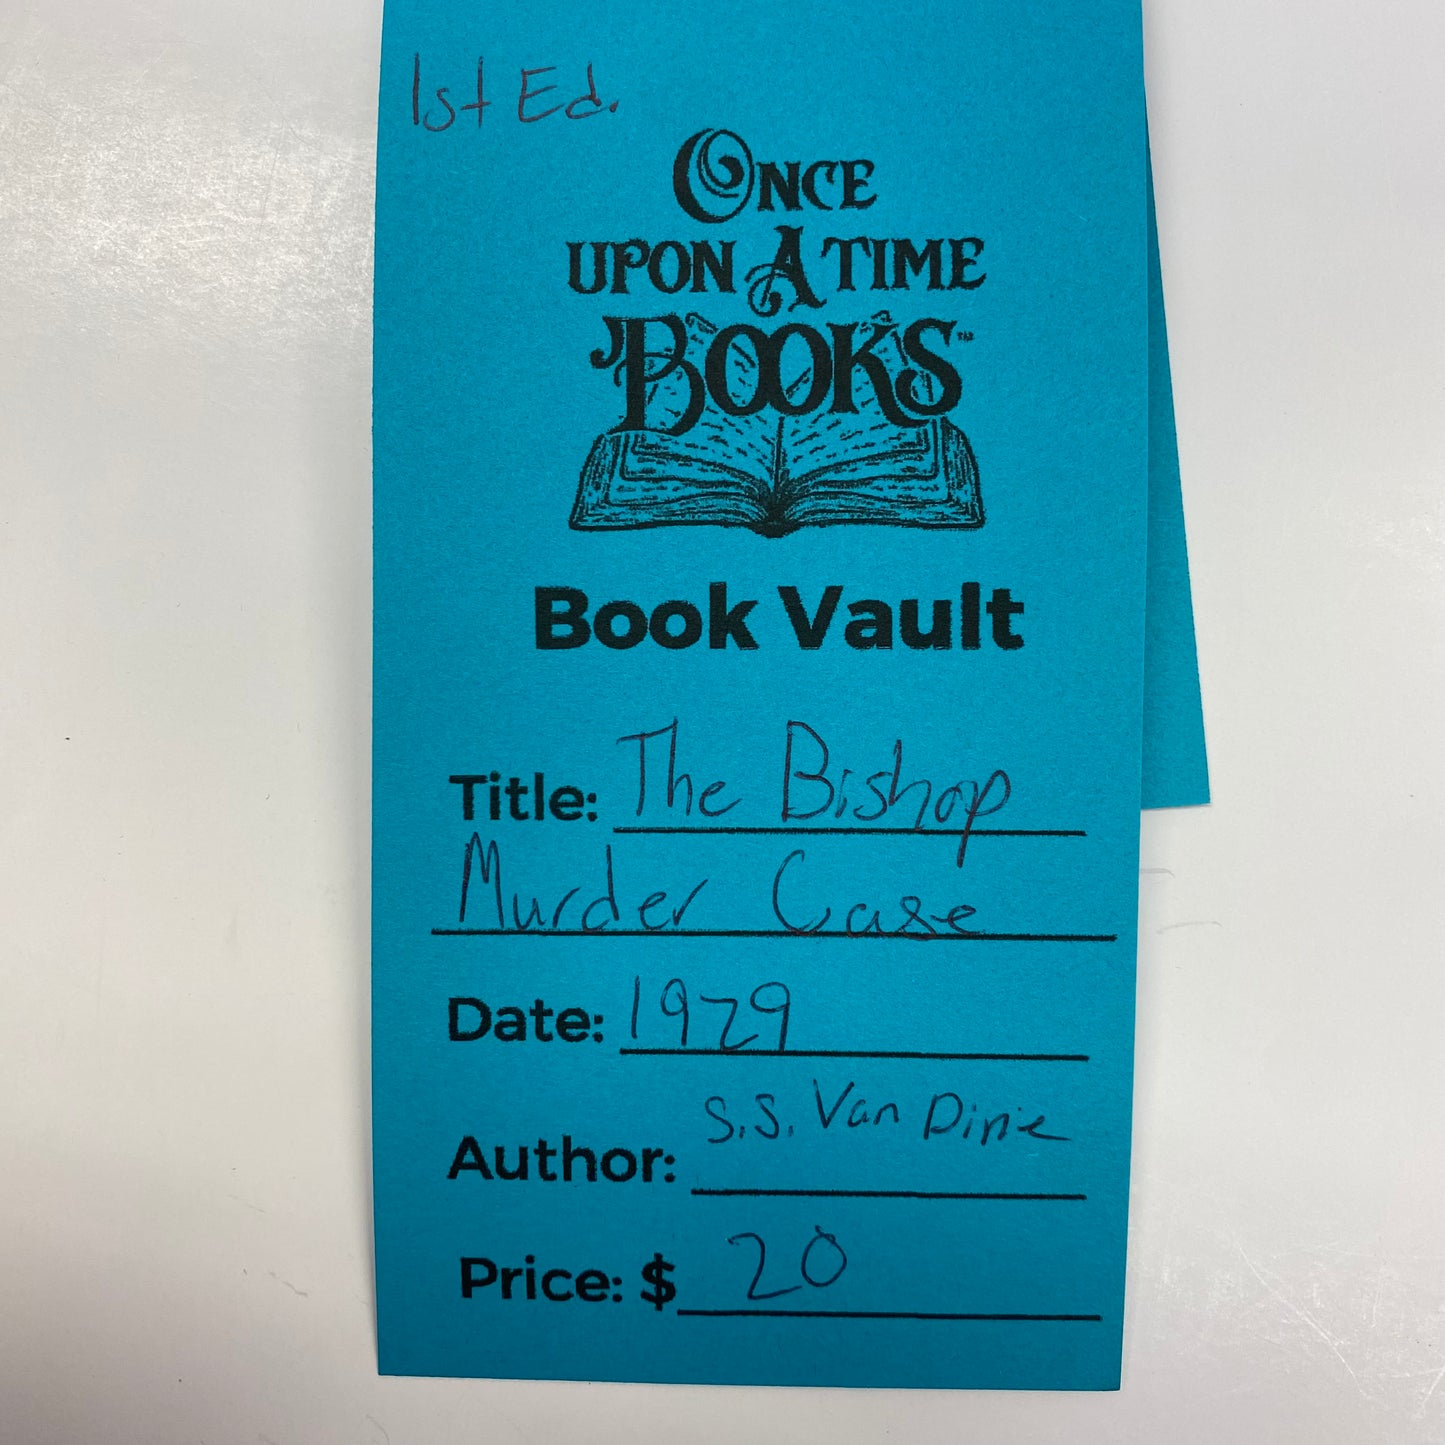 1st Ed.
ONCE
UPON A TIME
BOOKS™
Book Vault
Title: The Bishop
Murder Case
Date: 1929
Author: S.S. Van Dine
Price: $ 20